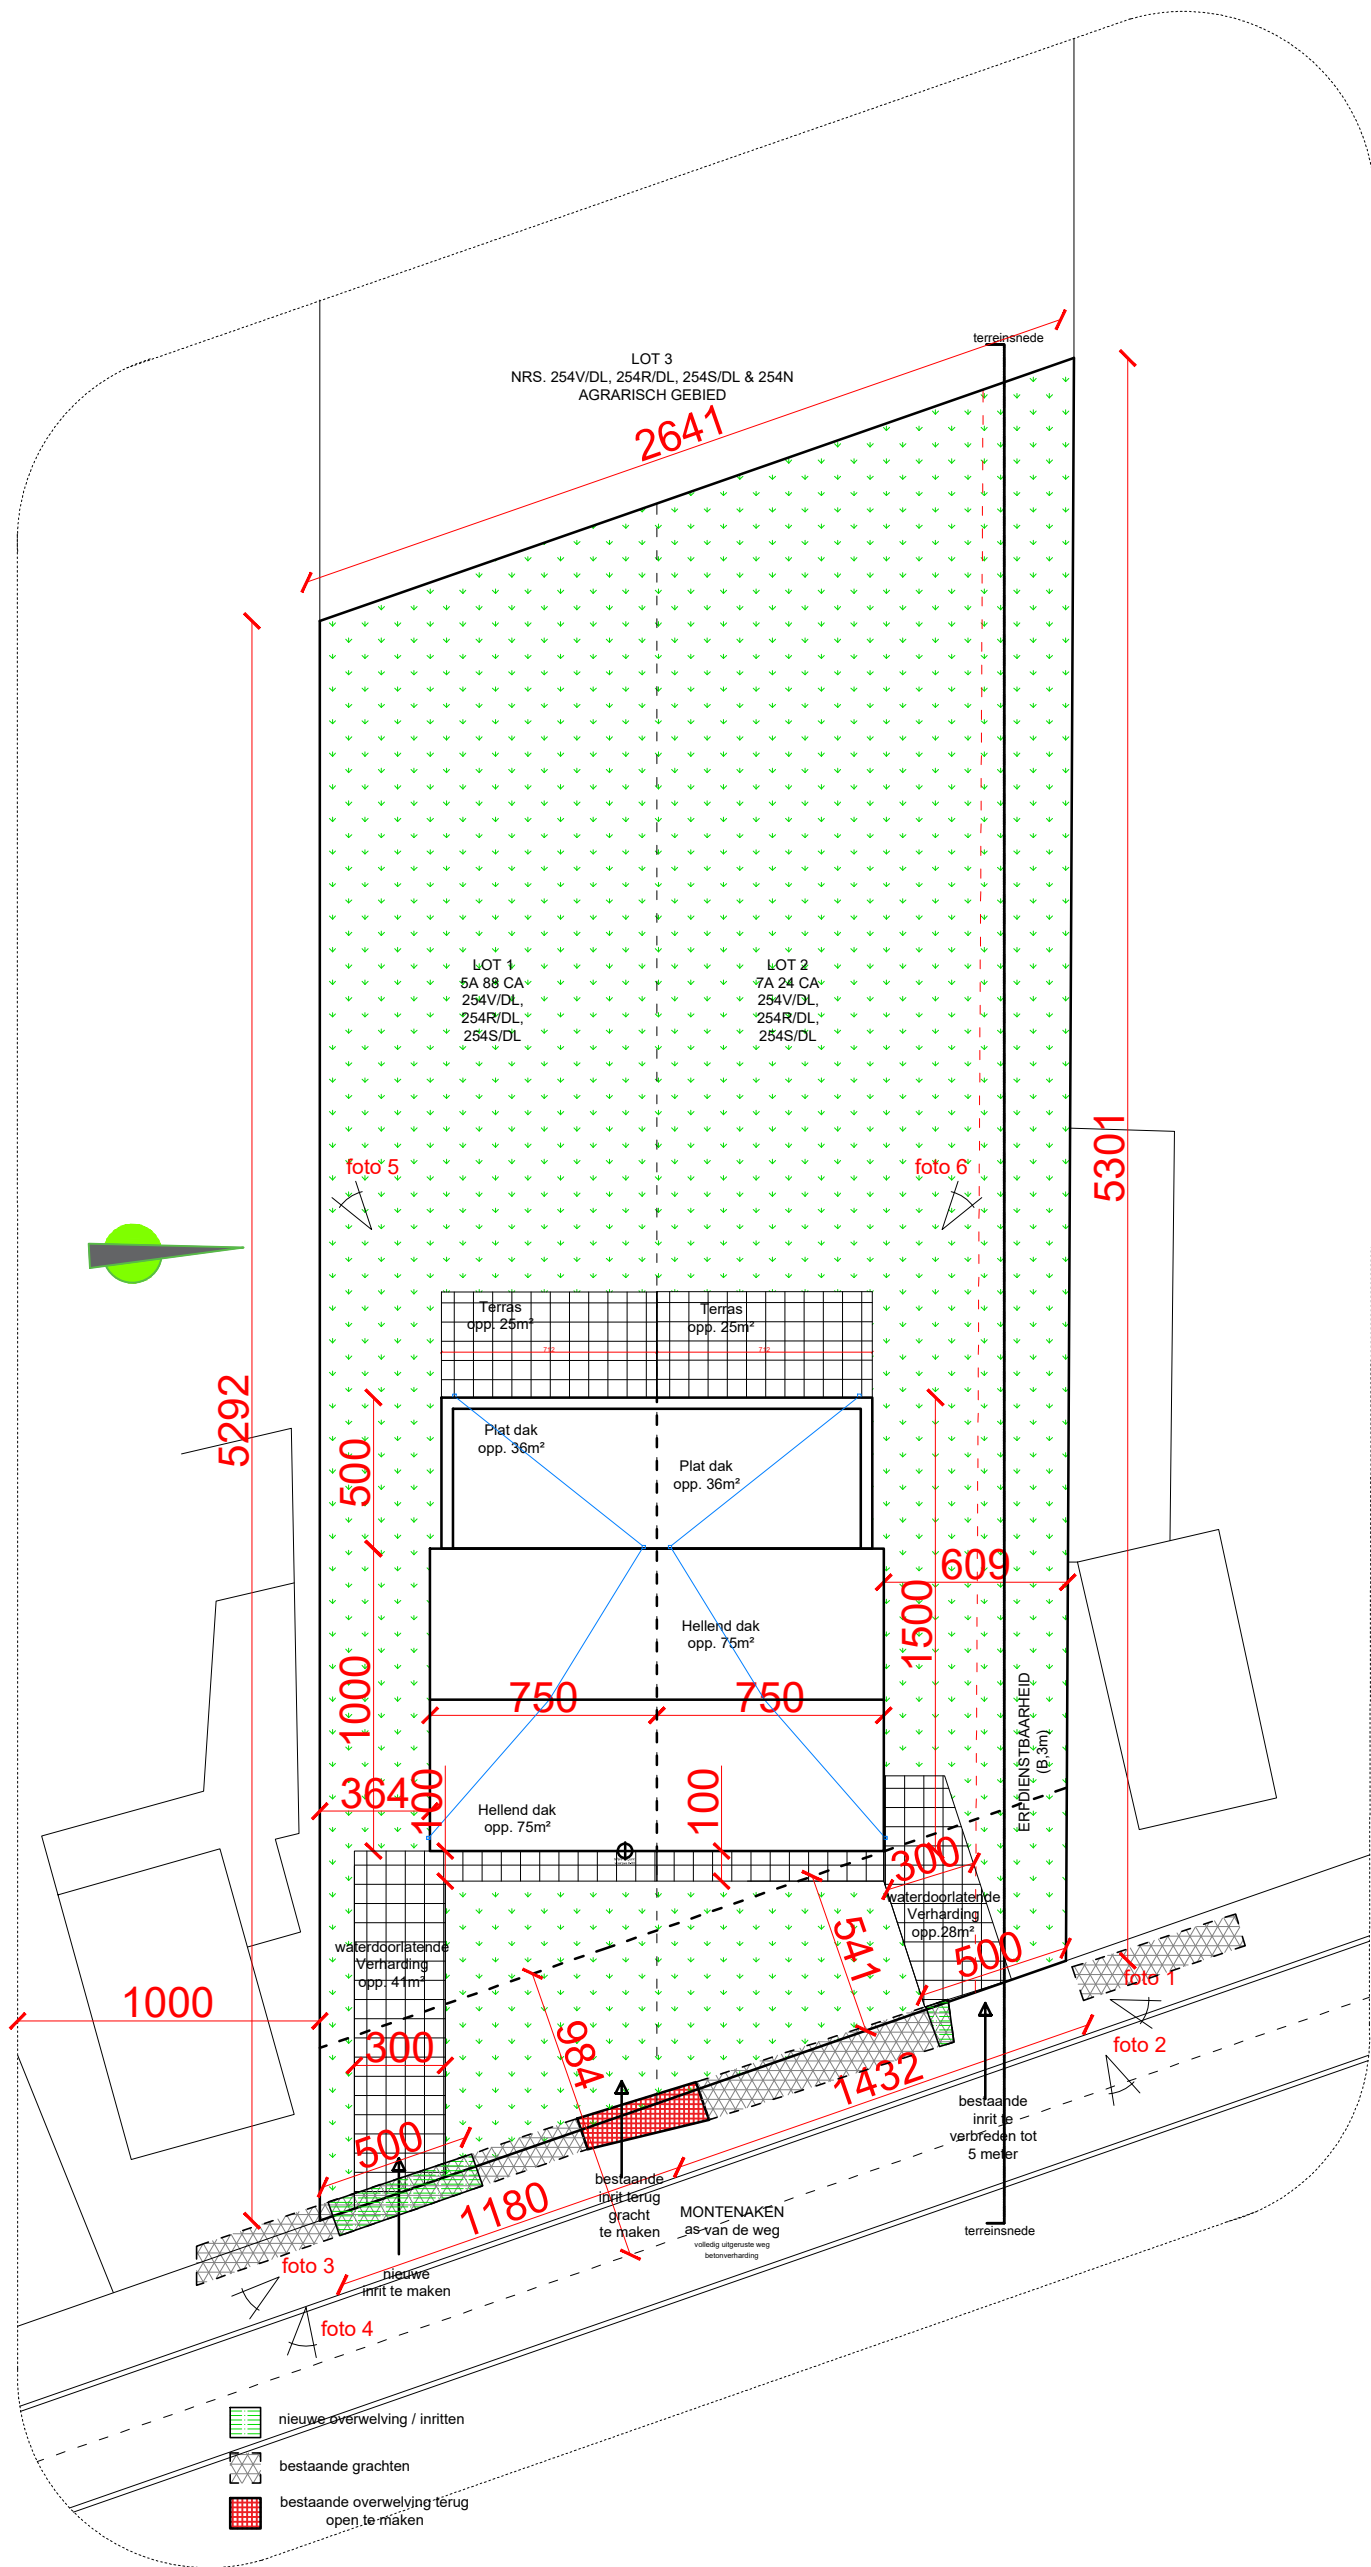 terreinsnede
LOT 3
NRS. 254V/DL, 254R/DL, 254S/DL & 254N
AGRARISCH GEBIED
2641
LOT 1
5A 88 CA
254V/DL,
254R/DL,
254S/DL
LOT 2
7A 24 CA
254V/DL,
254R/DL,
254S/DL
5301
foto 5
foto 6
5292
Terras
opp. 25m²
Terras
opp. 25m²
712
712
Plat dak
opp. 36m²
Plat dak
opp. 36m²
500
609
1500
Hellend dak
opp. 75m²
1000
750
750
ERFDIENSTBAARHEID
(B,3m)
364
100
100
Hellend dak
opp. 75m²
300
waterdoorlatende
Verharding
opp.28m²
541
500
waterdoorlatende
Verharding
opp. 41m²
foto 1
1000
300
984
foto 2
1432
bestaande
inrit te
verbreden tot
5 meter
500
1180
bestaande
inrit terug
gracht
te maken
MONTENAKEN
as van de weg
volledig uitgeruste weg
betonverharding
terreinsnede
foto 3
nieuwe
inrit te maken
foto 4
nieuwe overwelving / inritten
bestaande grachten
bestaande overwelving terug
open te maken